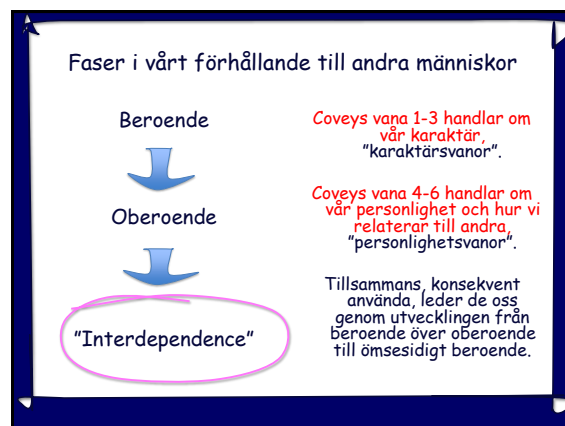 Faser i vårt förhållande till andra människor
Beroende
Oberoende
"Interdependence"
Coveys vana 1-3 handlar om
vår karaktär,
"karaktärsvanor".
Coveys vana 4-6 handlar om
vår personlighet och hur vi
relaterar till andra,
"personlighetsvanor".
Tillsammans, konsekvent
använda, leder de oss
genom utvecklingen från
beroende över oberoende
till ömsesidigt beroende.